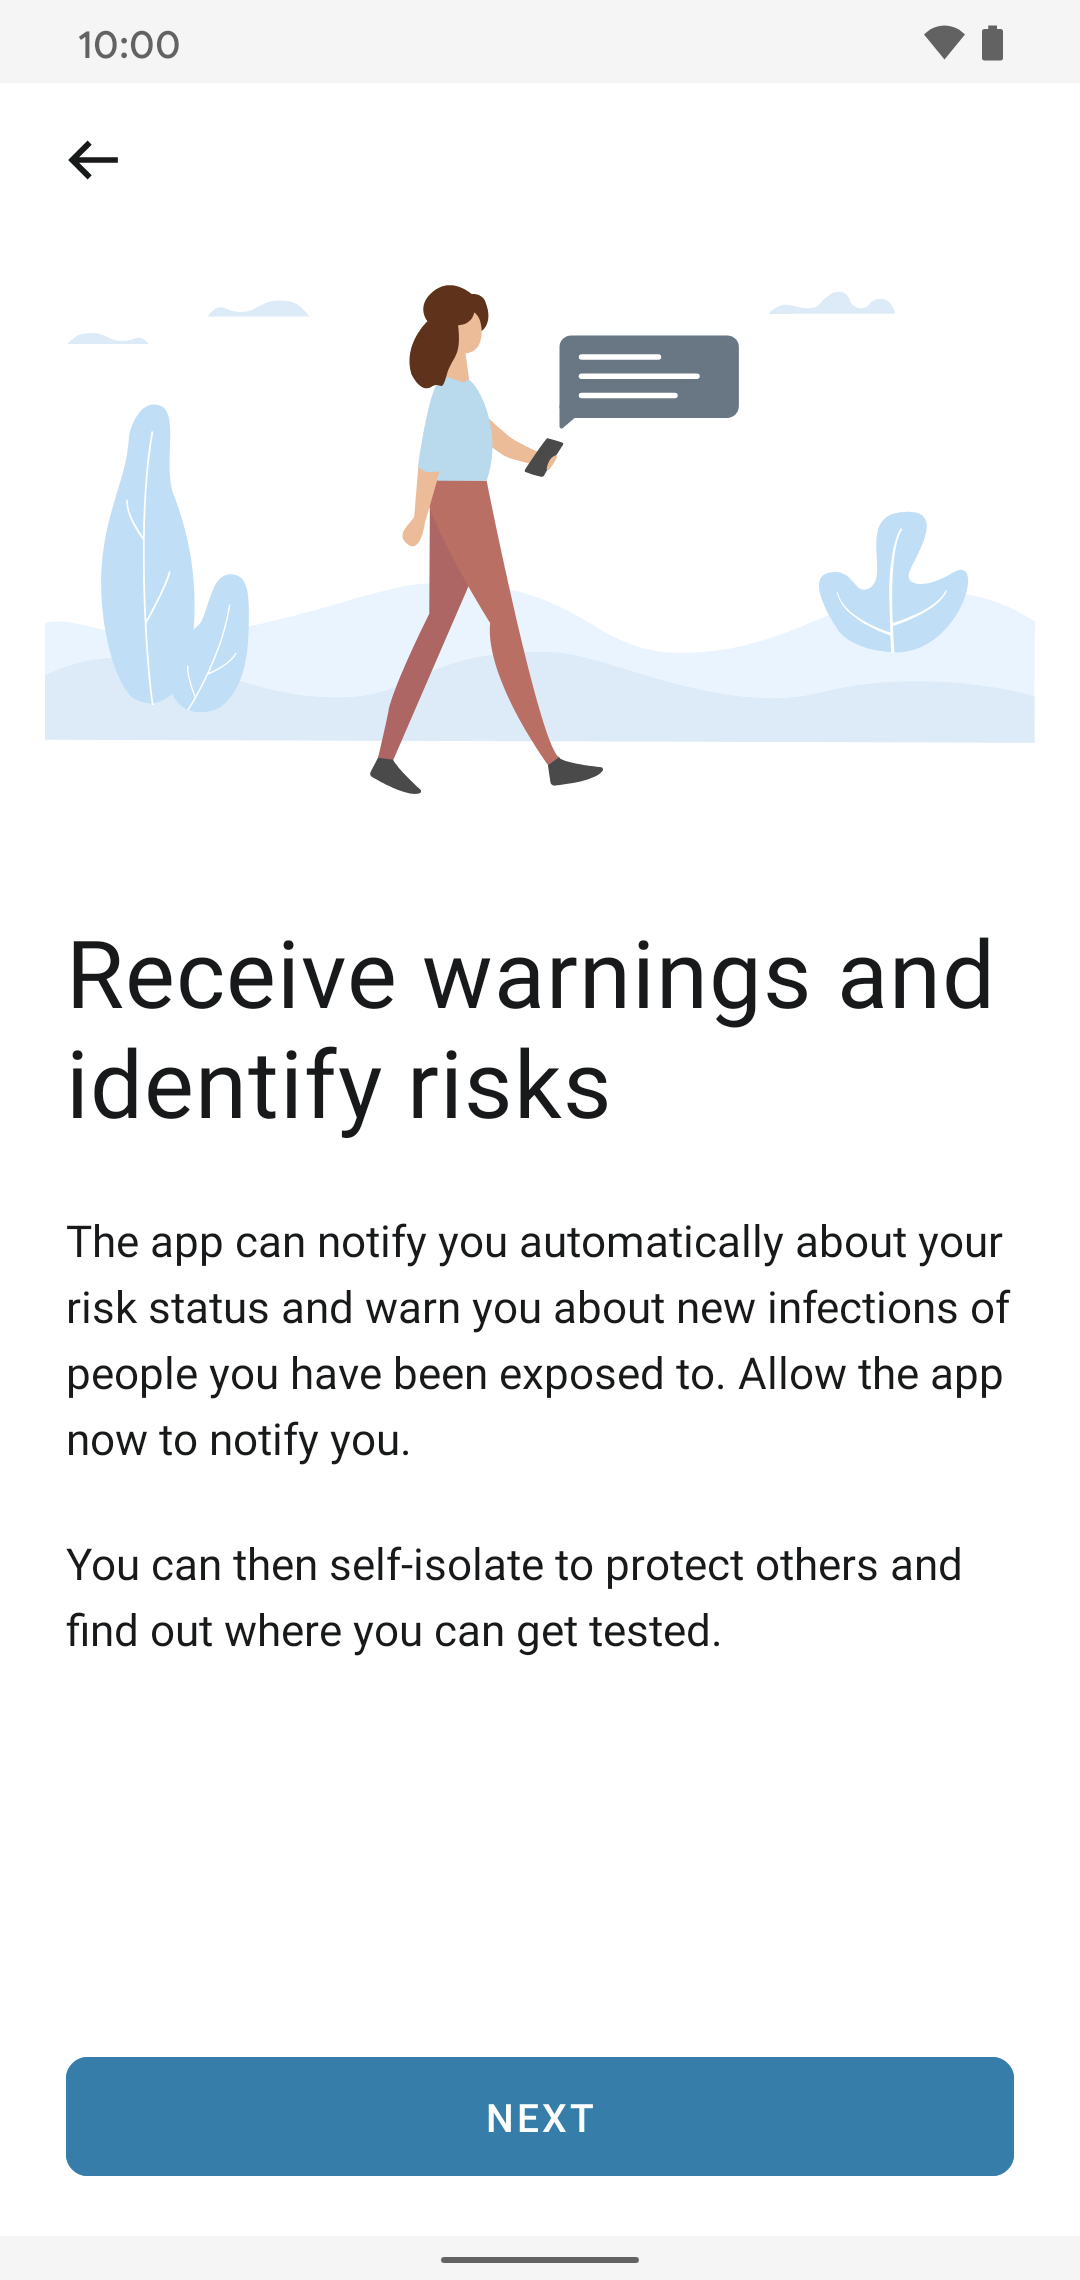 10:00
Receive warnings and
identify risks
The app can notify you automatically about your
risk status and warn you about new infections of
people you have been exposed to. Allow the app
now to notify you.
You can then self-isolate to protect others and
find out where you can get tested.
NEXT